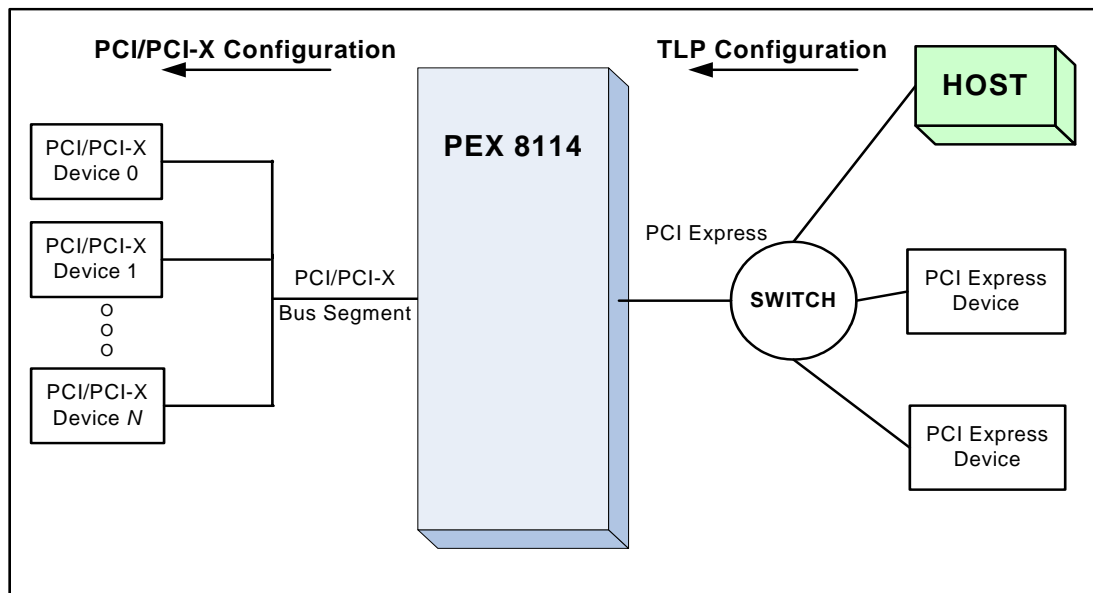 PCI/PCI-X Configuration
TLP Configuration
HOST
PEX 8114
PCI/PCI-X
Device 0
PCI/PCI-X
Device 1
O
O
O
PCI/PCI-X
Device N
PCI/PCI-X
Bus Segment
PCI Express
SWITCH
PCI Express
Device
PCI Express
Device